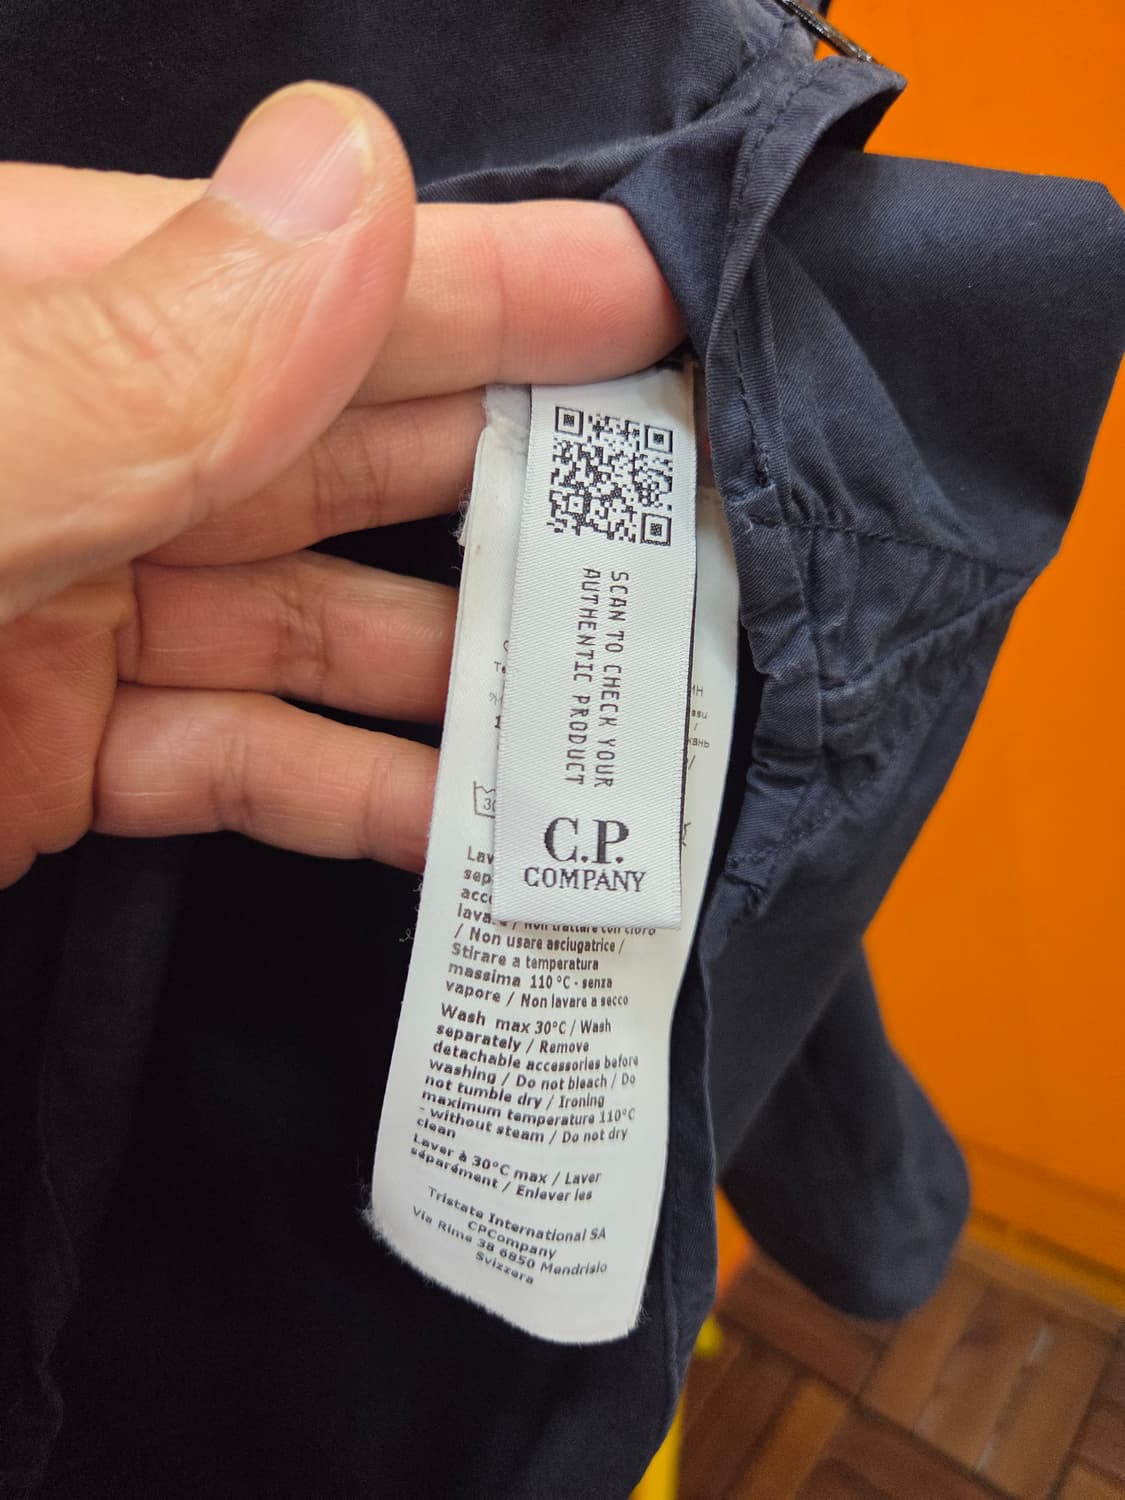 SCAN TO CHECK YOUR
AUTHENTIC PRODUCT
C.P.
COMPANY
30
/ Non trattare con cloro
/ Non usare asciugatrice /
Stirare a temperatura
massima 110°C - senza
vapore / Non lavare a secco
Wash max 30°C / Wash
separately / Remove
detachable accessories before
washing / Do not bleach / Do
not tumble dry / Ironing
maximum temperature 110°C
- without steam / Do not dry
clean
Laver à 30°C max / Laver
séparément / Enlever les
Tristate International SA
CPCompany
Via Rime 38 6850 Mendrisio
Svizzera